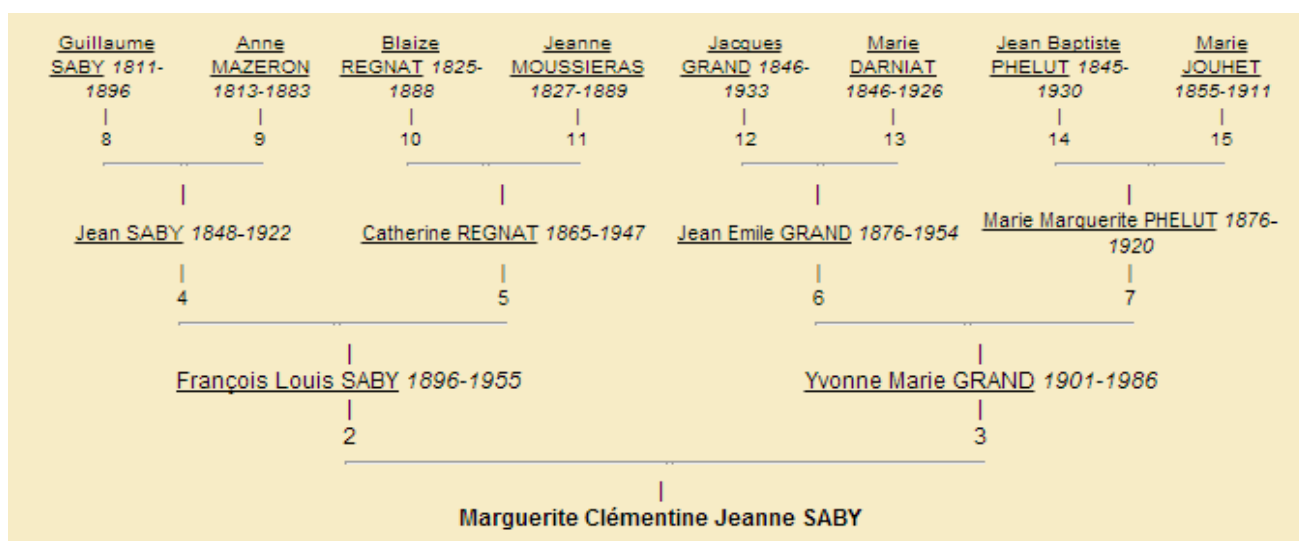 Guillaume Anne Blaize Jeanne Jacques Marie Jean Baptiste Marie
SABY 1811- MAZERON REGNAT 1825- MOUSSIERAS GRAND 1846- DARNIAT PHELUT 1845- JOUHET
1896 1813-1883 1888 1827-1889 1933 1846-1926 1930 1855-1911
8 9 10 11 12 13 14 15
Jean SABY 1848-1922 Catherine REGNAT 1865-1947 Jean Emile GRAND 1876-1954 Marie Marguerite PHELUT 1876-
1920
4 5 6 7
François Louis SABY 1896-1955 Yvonne Marie GRAND 1901-1986
2 3
Marguerite Clémentine Jeanne SABY